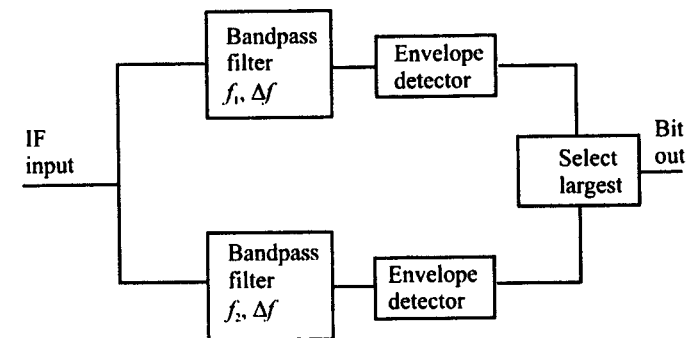 Bandpass
filter
f₁, Δf
Envelope
detector
IF
input
Select
largest
Bit
out
Bandpass
filter
f₂, Δf
Envelope
detector